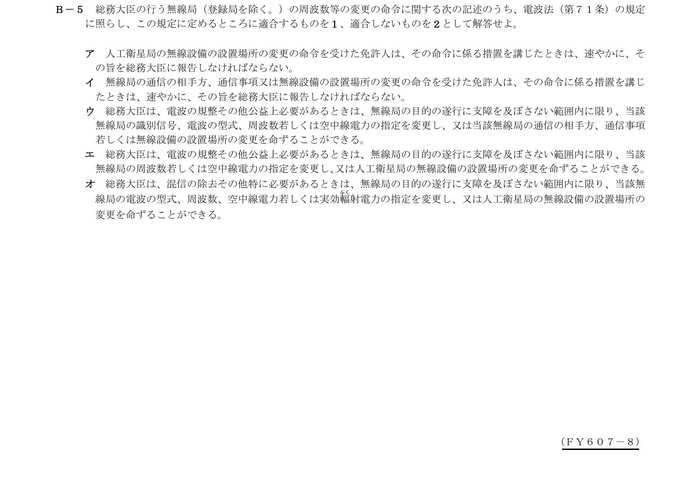 B－5 総務大臣の行う無線局（登録局を除く。）の周波数等の変更の命令に関する次の記述のうち、電波法（第７１条）の規定
に照らし、この規定に定めるところに適合するものを1、適合しないものを2として解答せよ。
ア 人工衛星局の無線設備の設置場所の変更の命令を受けた免許人は、その命令に係る措置を講じたときは、速やかに、そ
の旨を総務大臣に報告しなければならない。
イ 無線局の通信の相手方、通信事項又は無線設備の設置場所の変更の命令を受けた免許人は、その命令に係る措置を講じ
たときは、速やかに、その旨を総務大臣に報告しなければならない。
ウ 総務大臣は、電波の規整その他公益上必要があるときは、無線局の目的の遂行に支障を及ぼさない範囲内に限り、当該
無線局の識別信号、電波の型式、周波数若しくは空中線電力の指定を変更し、又は当該無線局の通信の相手方、通信事項
若しくは無線設備の設置場所の変更を命ずることができる。
エ 総務大臣は、電波の規整その他公益上必要があるときは、無線局の目的の遂行に支障を及ぼさない範囲内に限り、当該
無線局の周波数若しくは空中線電力の指定を変更し、又は人工衛星局の無線設備の設置場所の変更を命ずることができる。
オ 総務大臣は、混信の除去その他特に必要があるときは、無線局の目的の遂行に支障を及ぼさない範囲内に限り、当該無
線局の電波の型式、周波数、空中線電力若しくは実効輻射電力の指定を変更し、又は人工衛星局の無線設備の設置場所の
変更を命ずることができる。
（ＦＹ６０７－８）